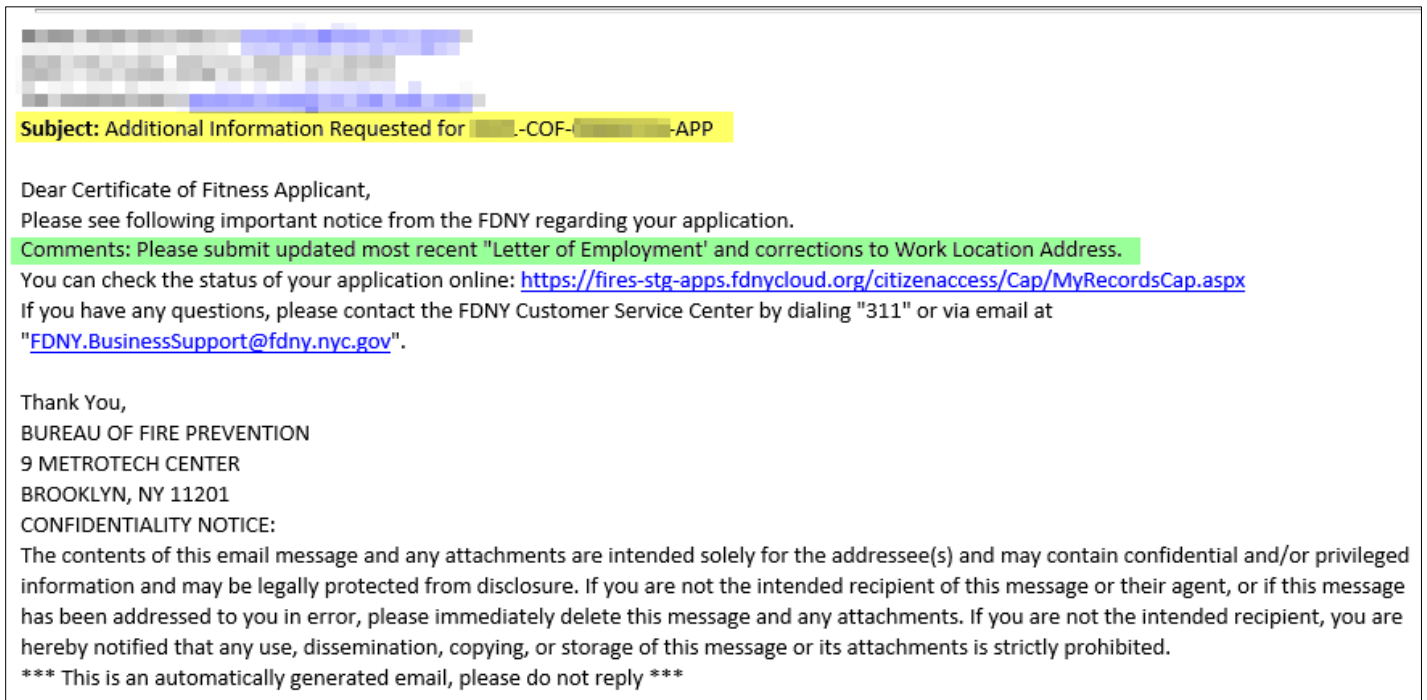 Subject: Additional Information Requested for -COF- -APP
Dear Certificate of Fitness Applicant,
Please see following important notice from the FDNY regarding your application.
Comments: Please submit updated most recent "Letter of Employment' and corrections to Work Location Address.
You can check the status of your application online: https://fires-stg-apps.fdnycloud.org/citizenaccess/Cap/MyRecordsCap.aspx
If you have any questions, please contact the FDNY Customer Service Center by dialing "311" or via email at
"FDNY.BusinessSupport@fdny.nyc.gov".
Thank You,
BUREAU OF FIRE PREVENTION
9 METROTECH CENTER
BROOKLYN, NY 11201
CONFIDENTIALITY NOTICE:
The contents of this email message and any attachments are intended solely for the addressee(s) and may contain confidential and/or privileged
information and may be legally protected from disclosure. If you are not the intended recipient of this message or their agent, or if this message
has been addressed to you in error, please immediately delete this message and any attachments. If you are not the intended recipient, you are
hereby notified that any use, dissemination, copying, or storage of this message or its attachments is strictly prohibited.
*** This is an automatically generated email, please do not reply ***